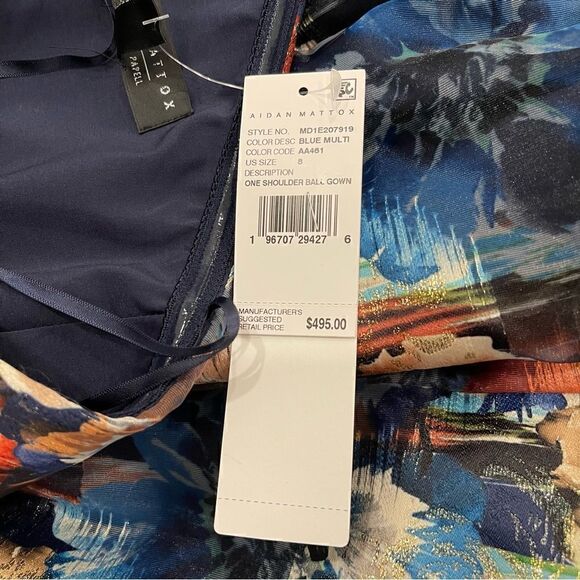 ATTOX
PAPELL
AIDAN MATTOX
STYLE NO. MD1E207919
COLOR DESC BLUE MULTI
COLOR CODE AA461
US SIZE 8
DESCRIPTION
ONE SHOULDER BALL GOWN
1 96707 29427 6
MANUFACTURER'S
SUGGESTED
RETAIL PRICE $495.00